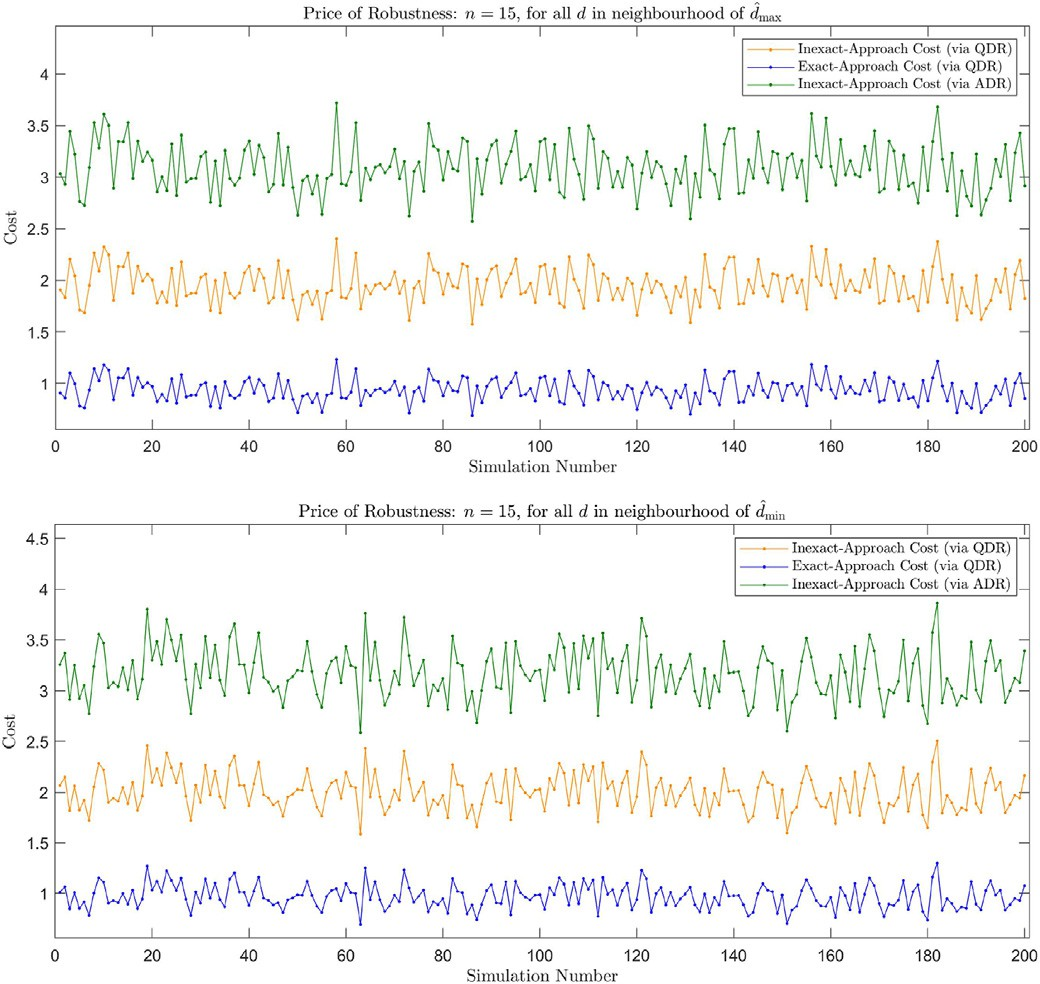 Price of Robustness: n = 15, for all d in neighbourhood of d̂max
Inexact-Approach Cost (via QDR)
Exact-Approach Cost (via QDR)
Inexact-Approach Cost (via ADR)
4
3.5
3
2.5
2
1.5
1
Cost
0 20 40 60 80 100 120 140 160 180 200
Simulation Number
Price of Robustness: n = 15, for all d in neighbourhood of d̂min
Inexact-Approach Cost (via QDR)
Exact-Approach Cost (via QDR)
Inexact-Approach Cost (via ADR)
4.5
4
3.5
3
2.5
2
1.5
1
Cost
0 20 40 60 80 100 120 140 160 180 200
Simulation Number